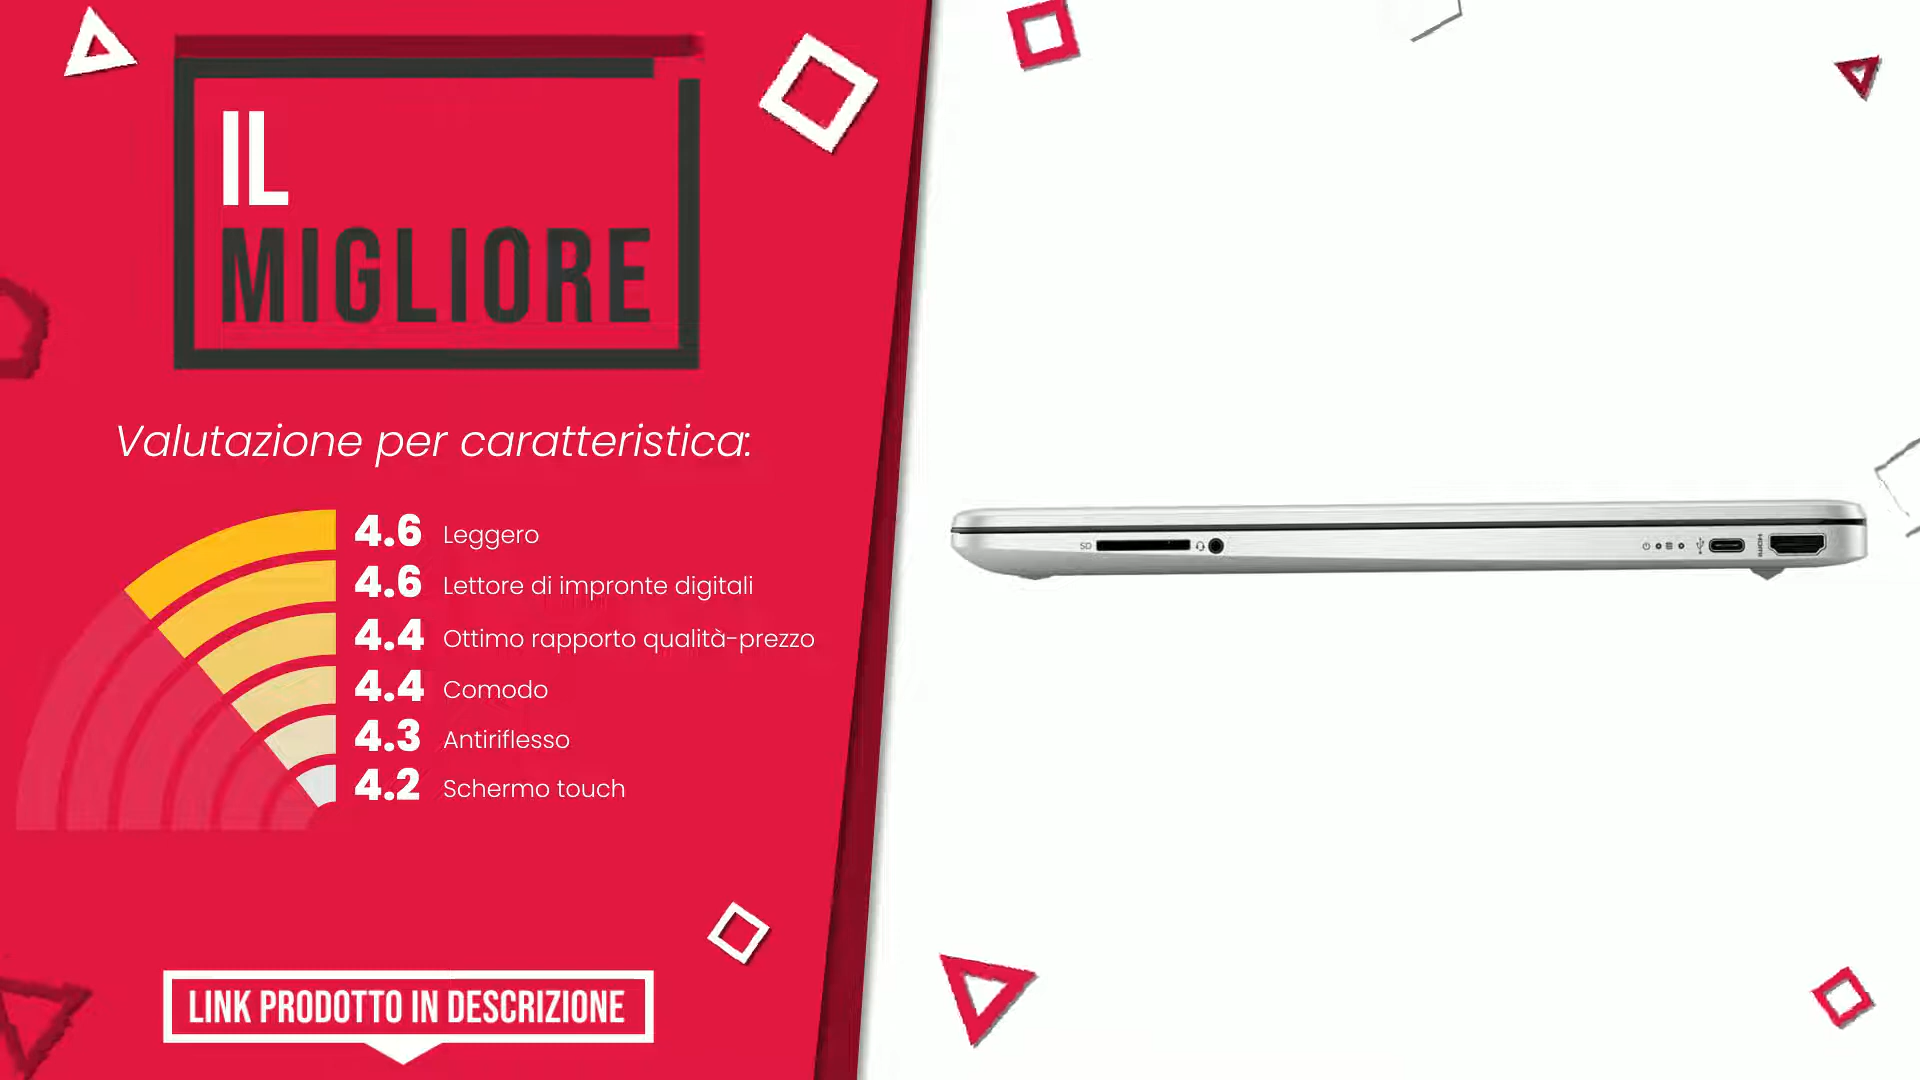 IL
MIGLIORE
Valutazione per caratteristica:
4.6 Leggero
4.6 Lettore di impronte digitali
4.4 Ottimo rapporto qualità-prezzo
4.4 Comodo
4.3 Antiriflesso
4.2 Schermo touch
LINK PRODOTTO IN DESCRIZIONE
SD
HDMI